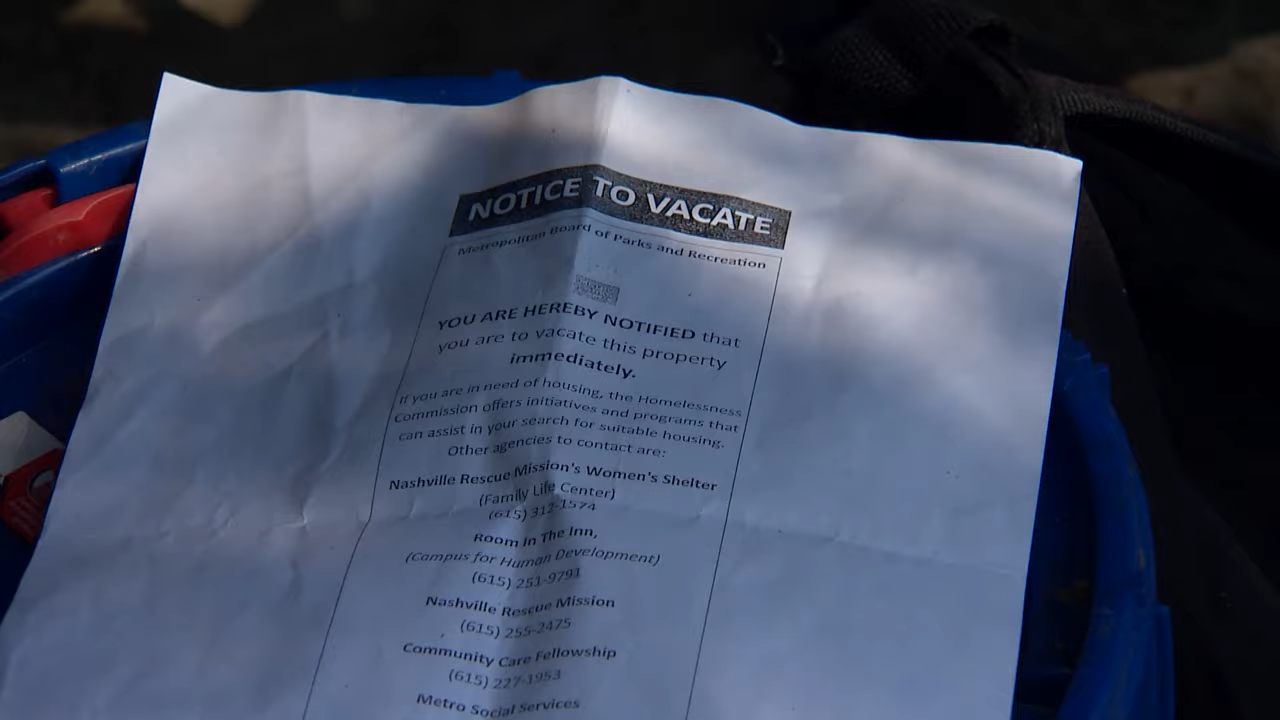 NOTICE TO VACATE
Metropolitan Board of Parks and Recreation
YOU ARE HEREBY NOTIFIED that
you are to vacate this property
immediately.
If you are in need of housing, the Homelessness
Commission offers initiatives and programs that
can assist in your search for suitable housing.
Other agencies to contact are:
Nashville Rescue Mission's Women's Shelter
(Family Life Center)
(615) 312-1574
Room In The Inn,
(Campus for Human Development)
(615) 251-9791
Nashville Rescue Mission
(615) 255-2475
Community Care Fellowship
(615) 227-1953
Metro Social Services